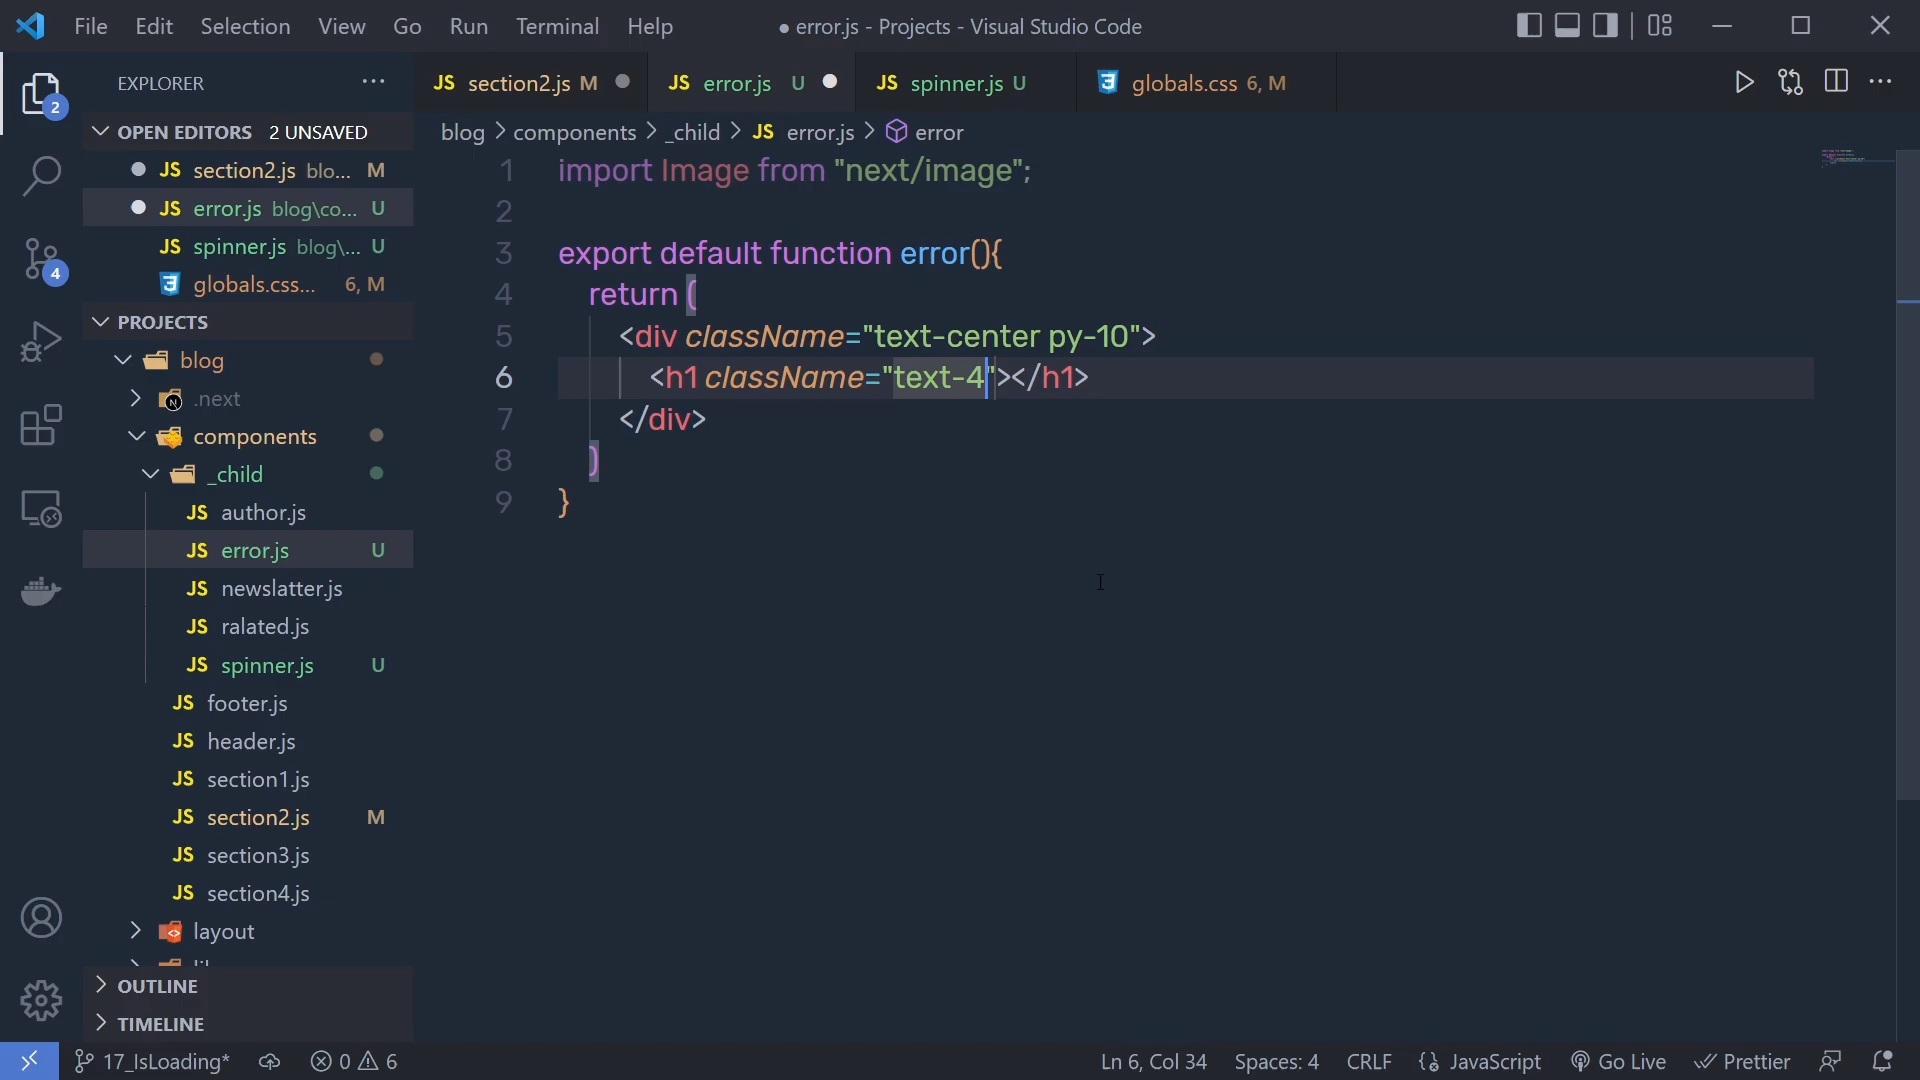 File Edit Selection View Go Run Terminal Help
● error.js - Projects - Visual Studio Code
EXPLORER
JS section2.js M
JS error.js U
JS spinner.js U
globals.css 6, M
2
OPEN EDITORS 2 UNSAVED
blog > components > _child > JS error.js > error
JS section2.js blo... M
JS error.js blog\co... U
JS spinner.js blog\... U
globals.css... 6, M
4
PROJECTS
blog
.next
components
_child
JS author.js
JS error.js U
JS newslatter.js
JS ralated.js
JS spinner.js U
JS footer.js
JS header.js
JS section1.js
JS section2.js M
JS section3.js
JS section4.js
layout
OUTLINE
TIMELINE
1 import Image from "next/image";
2
3 export default function error(){
4 return (
5 <div className="text-center py-10">
6 <h1 className="text-4"></h1>
7 </div>
8 )
9 }
17_IsLoading* 0 6
Ln 6, Col 34 Spaces: 4 CRLF {} JavaScript Go Live Prettier